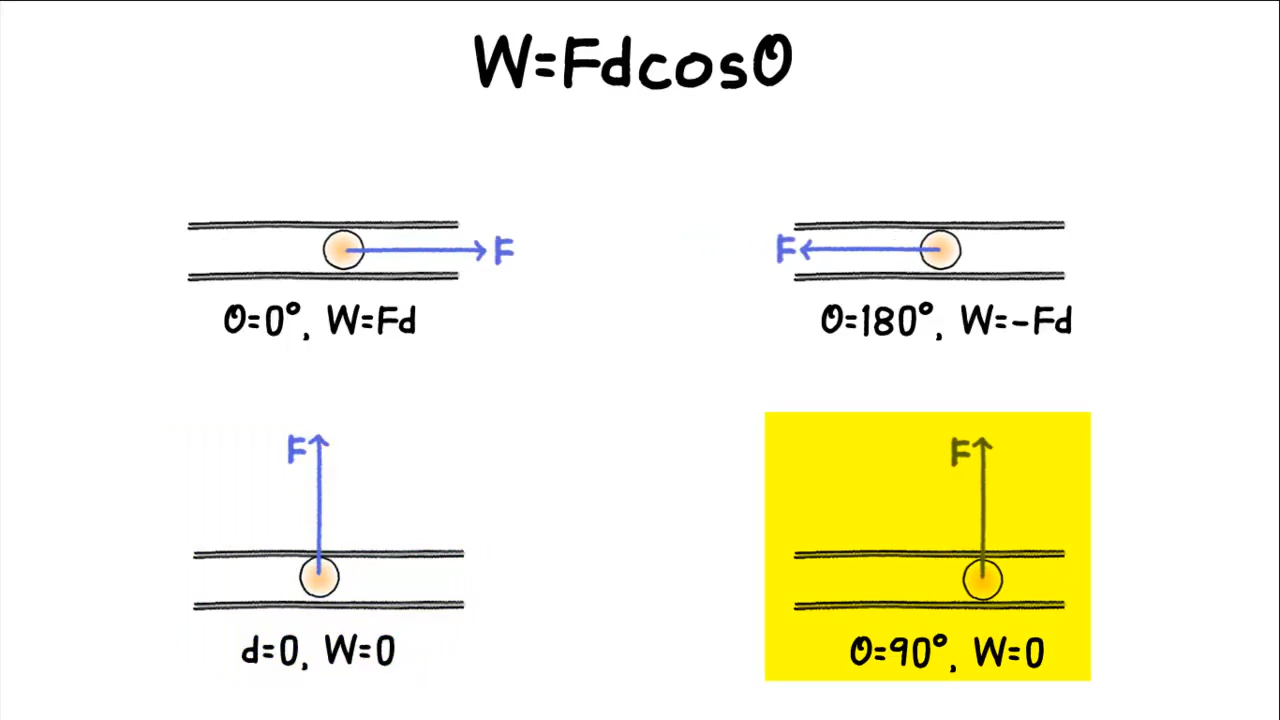 W=Fdcosθ
F
F
θ=0°, W=Fd
θ=180°, W=-Fd
F
F
d=0, W=0
θ=90°, W=0